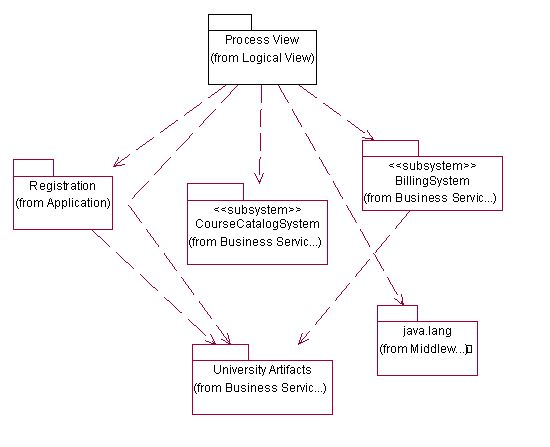 Process View
(from Logical View)
<<subsystem>>
BillingSystem
(from Business Servic...)
Registration
(from Application)
<<subsystem>>
CourseCatalogSystem
(from Business Servic...)
java.lang
(from Middlew...)▯
University Artifacts
(from Business Servic...)